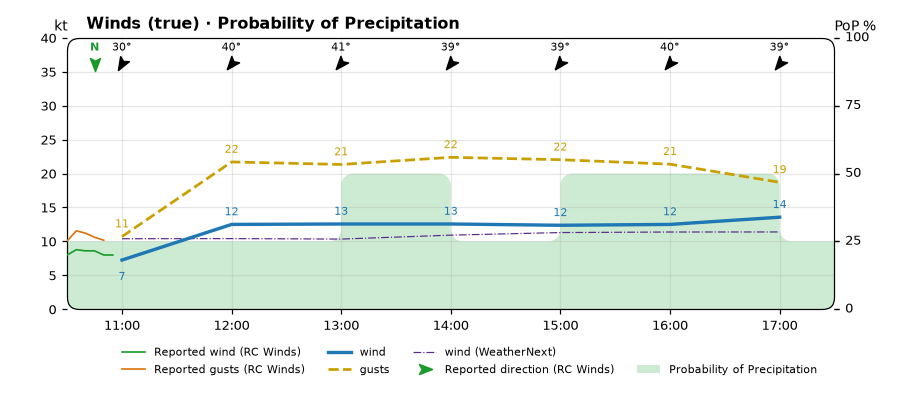 kt Winds (true) · Probability of Precipitation PoP %
40 N 30° 40° 41° 39° 39° 40° 39° 100
35
30 75
25
22 21 22 22 21
20 19 50
15 12 13 13 12 12 14
11
10 25
5 7
0 0
11:00 12:00 13:00 14:00 15:00 16:00 17:00
Reported wind (RC Winds) wind wind (WeatherNext)
Reported gusts (RC Winds) gusts Reported direction (RC Winds) Probability of Precipitation